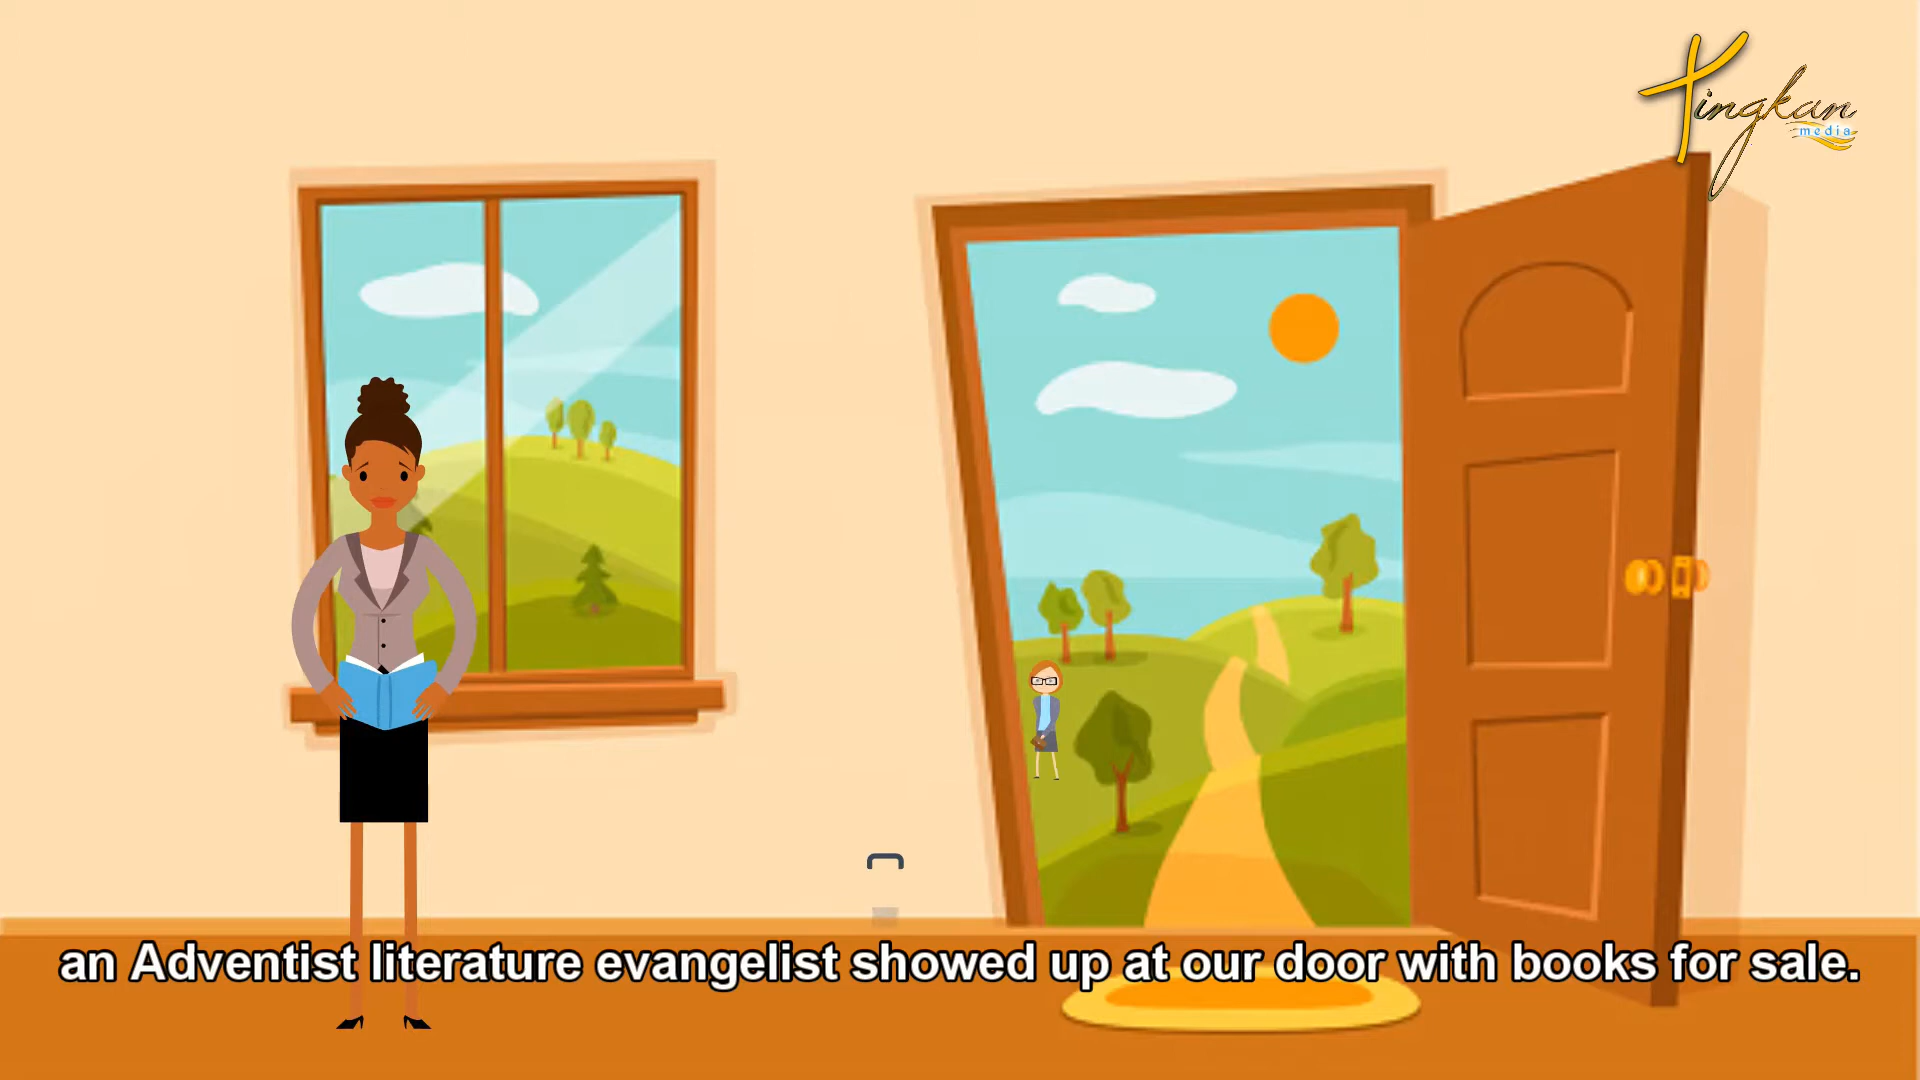 Tingkan
media
an Adventist literature evangelist showed up at our door with books for sale.